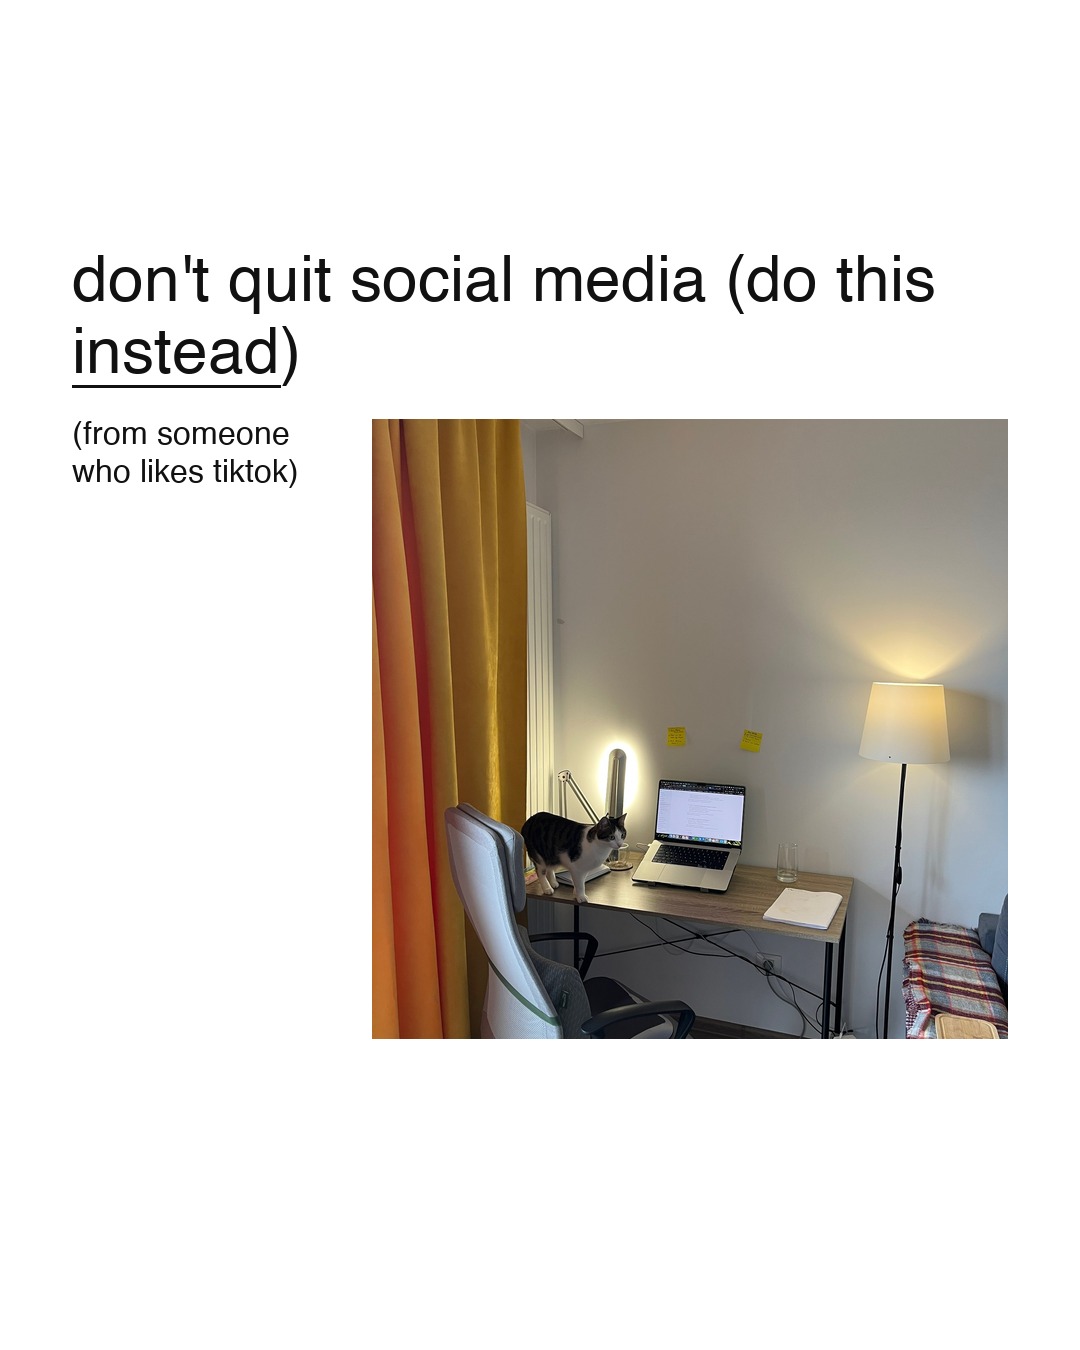 don't quit social media (do this
instead)
(from someone
who likes tiktok)